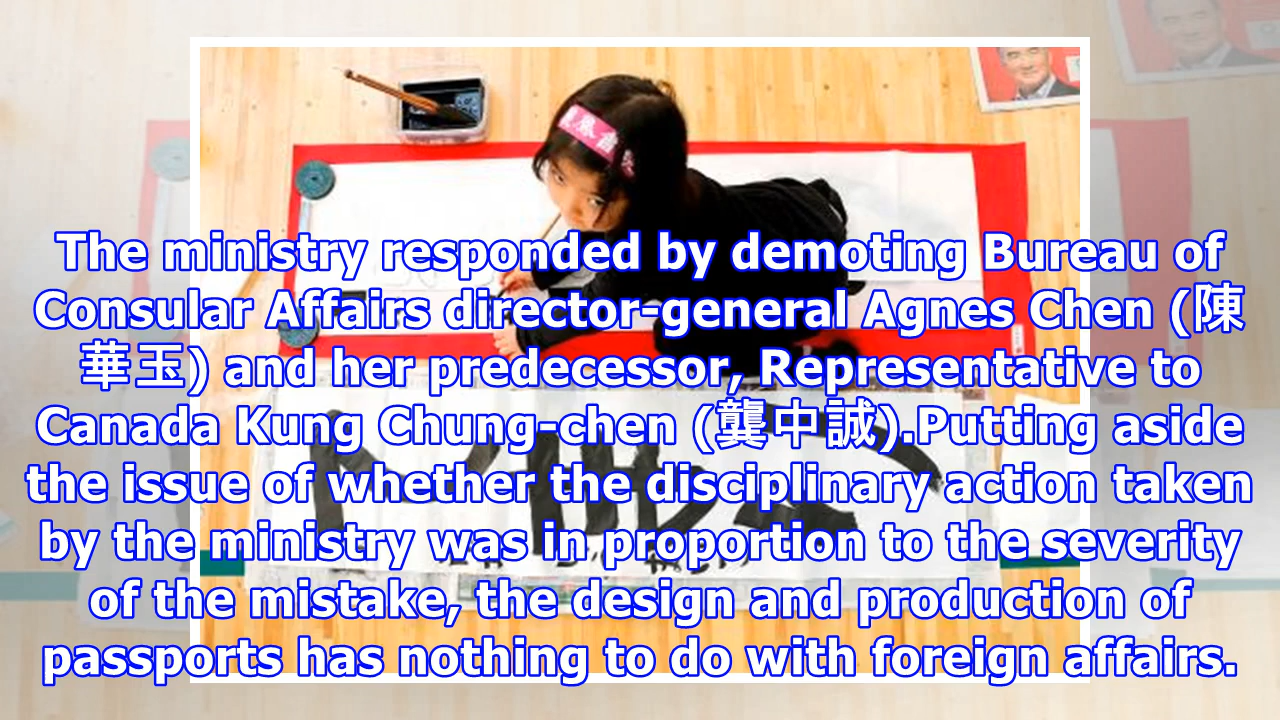 The ministry responded by demoting Bureau of
Consular Affairs director-general Agnes Chen (陳
華玉) and her predecessor, Representative to
Canada Kung Chung-chen (龔中誠).Putting aside
the issue of whether the disciplinary action taken
by the ministry was in proportion to the severity
of the mistake, the design and production of
passports has nothing to do with foreign affairs.